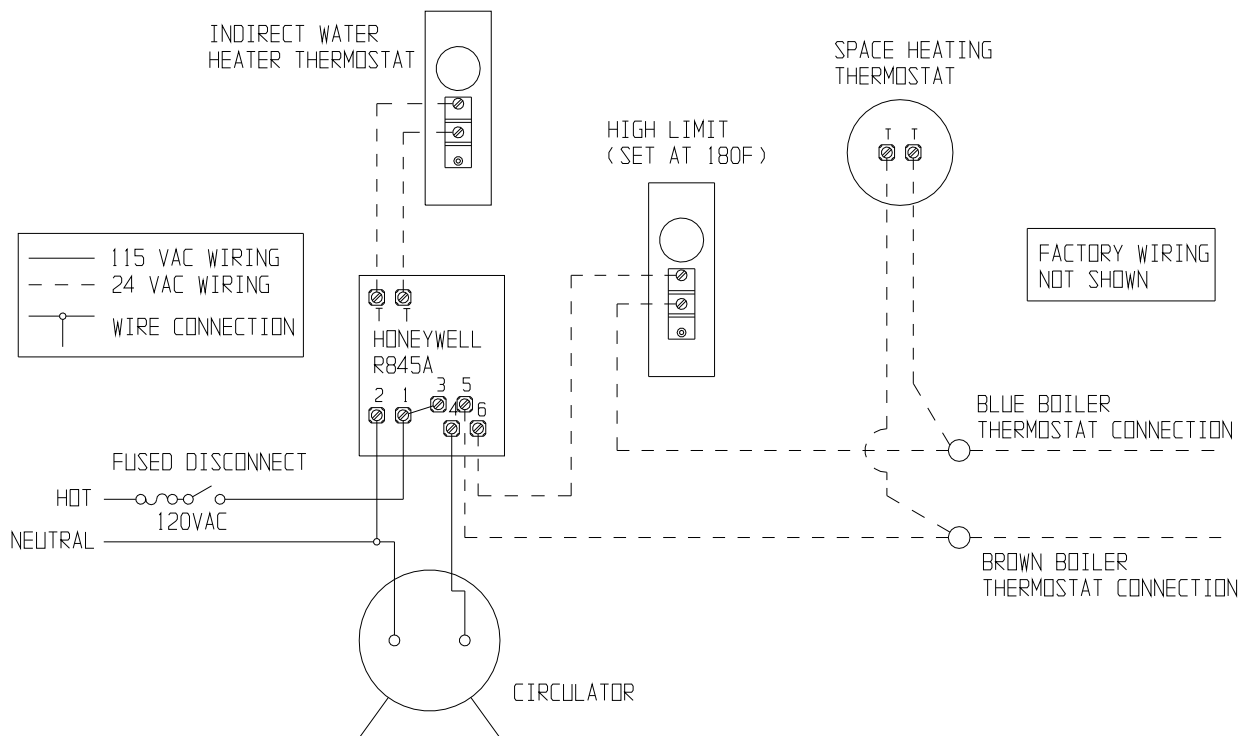 INDIRECT WATER
HEATER THERMOSTAT
SPACE HEATING
THERMOSTAT
T T
HIGH LIMIT
(SET AT 180F)
115 VAC WIRING
24 VAC WIRING
WIRE CONNECTION
FACTORY WIRING
NOT SHOWN
T T
HONEYWELL
R845A
2 1 3 5
4 6
BLUE BOILER
THERMOSTAT CONNECTION
FUSED DISCONNECT
HOT
120VAC
NEUTRAL
BROWN BOILER
THERMOSTAT CONNECTION
CIRCULATOR